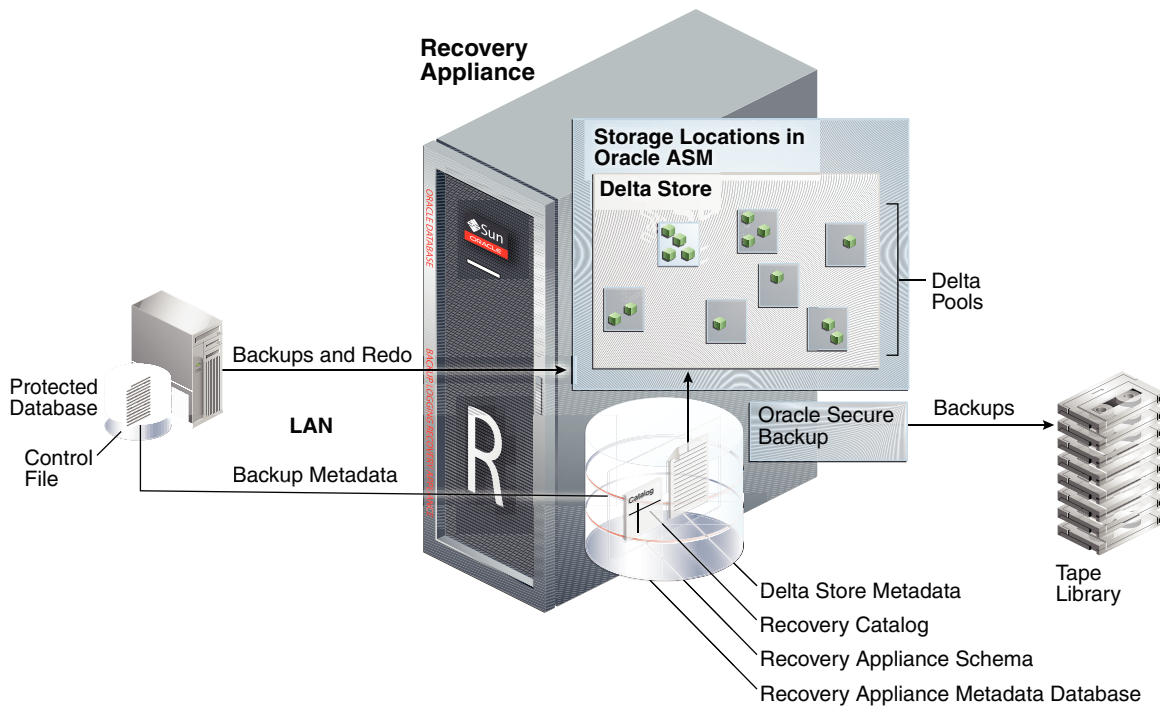 Recovery
Appliance
Storage Locations in
Oracle ASM
Delta Store
ORACLE DATABASE
Sun
ORACLE
Delta
Pools
Backups and Redo
Protected
Database
LAN
Control
File
Backup Metadata
R
Catalog
Oracle Secure
Backup
Backups
Tape
Library
Delta Store Metadata
Recovery Catalog
Recovery Appliance Schema
Recovery Appliance Metadata Database